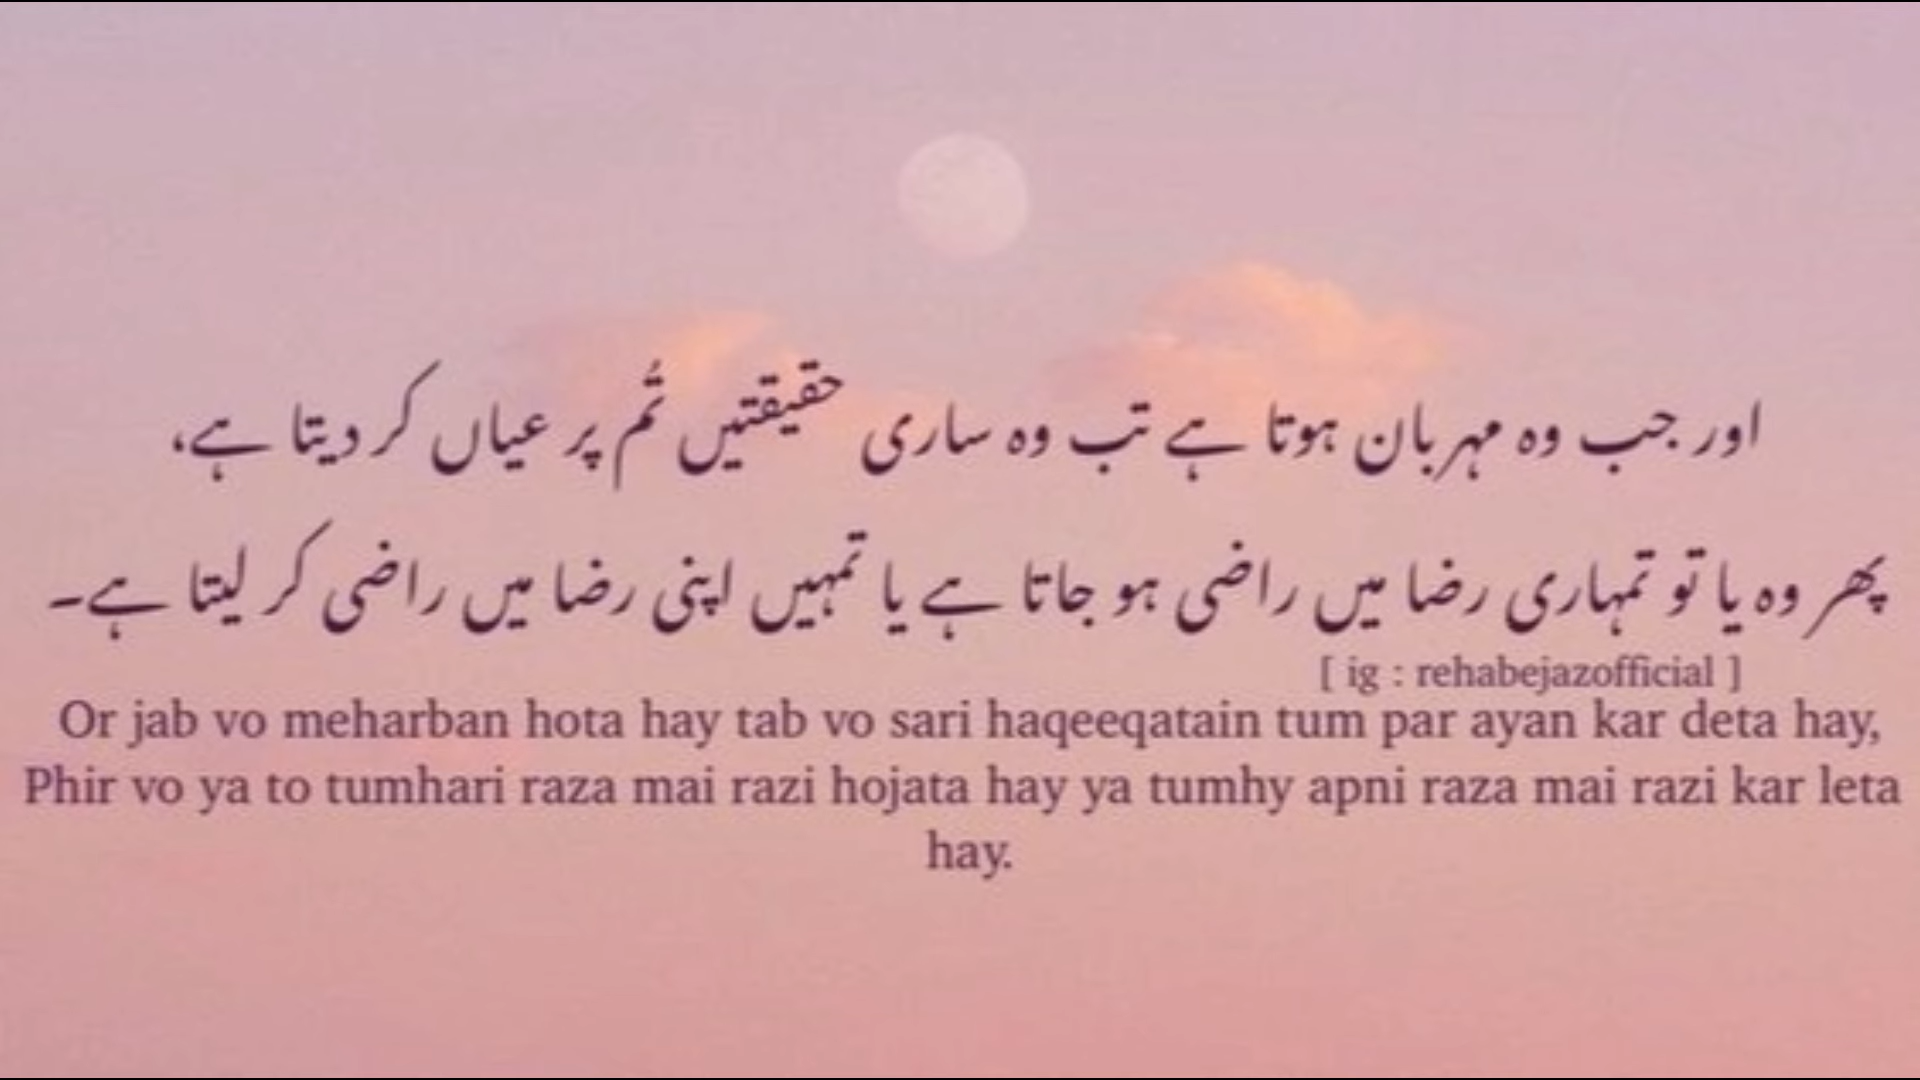 اور جب وہ مہربان ہوتا ہے تب وہ ساری حقیقتیں تُم پر عیاں کر دیتا ہے،
پھر وہ یا تو تمہاری رضا میں راضی ہو جاتا ہے یا تمہیں اپنی رضا میں راضی کر لیتا ہے۔
[ ig : rehabejazofficial ]
Or jab vo meharban hota hay tab vo sari haqeeqatain tum par ayan kar deta hay,
Phir vo ya to tumhari raza mai razi hojata hay ya tumhy apni raza mai razi kar leta
hay.